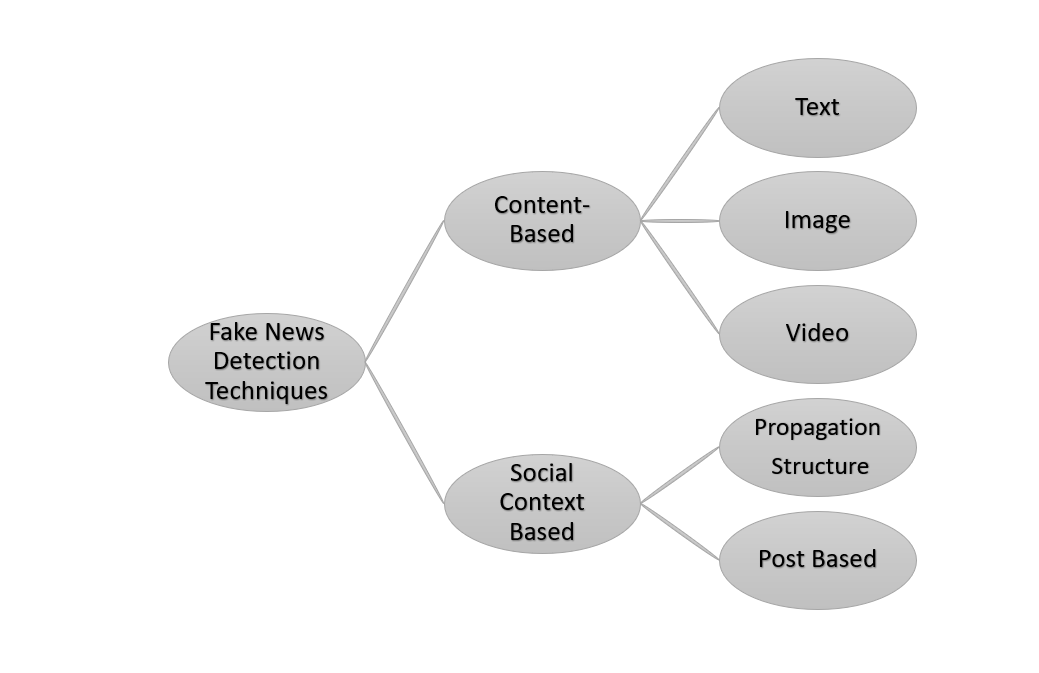 Text
Content-
Based
Image
Video
Fake News
Detection
Techniques
Propagation
Structure
Social
Context
Based
Post Based